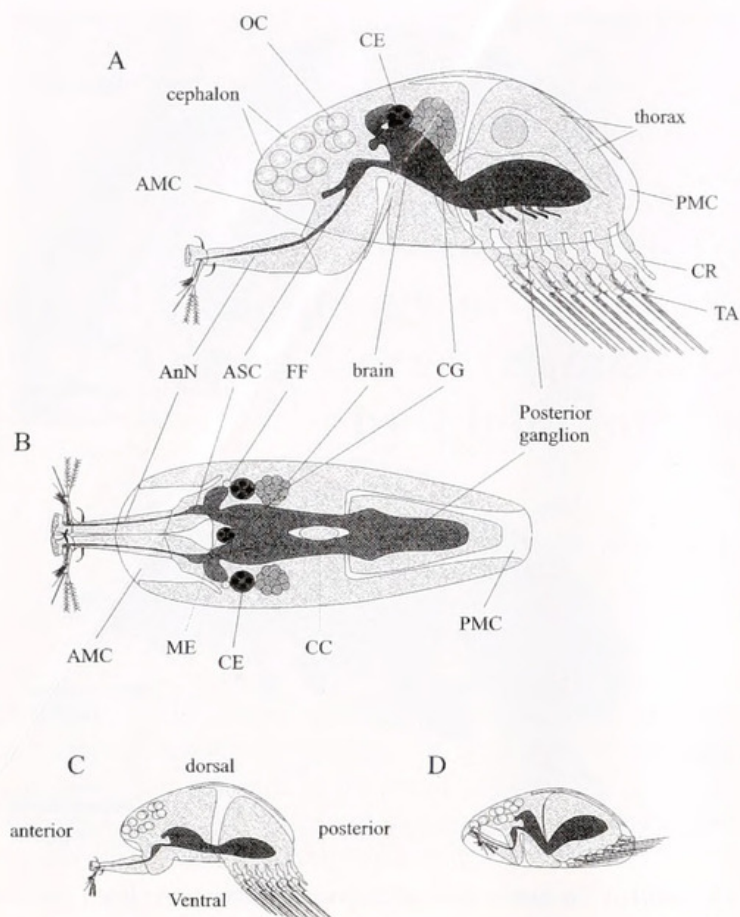 OC
CE
A
cephalon
thorax
AMC
PMC
CR
TA
AnN ASC FF brain CG
Posterior
ganglion
B
AMC ME CE CC PMC
C
dorsal
D
anterior
posterior
Ventral